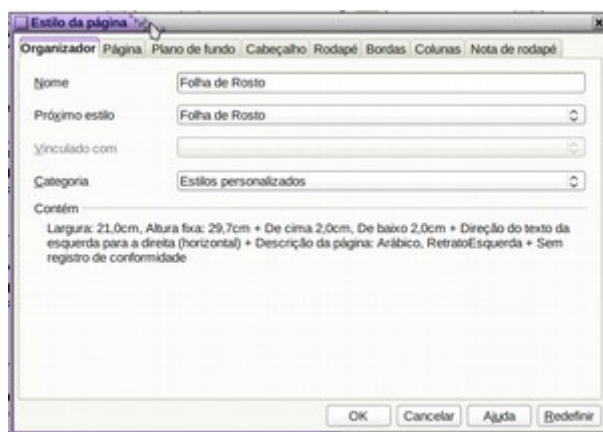 Estilo da página
Organizador Página Plano de fundo Cabeçalho Rodapé Bordas Colunas Nota de rodapé
Nome Folha de Rosto
Próximo estilo Folha de Rosto
Vinculado com
Categoria Estilos personalizados
Contém
Largura: 21,0cm, Altura fixa: 29,7cm + De cima 2,0cm, De baixo 2,0cm + Direção do texto da
esquerda para a direita (horizontal) + Descrição da página: Arábico, RetratoEsquerda + Sem
registro de conformidade
OK Cancelar Ajuda Redefinir